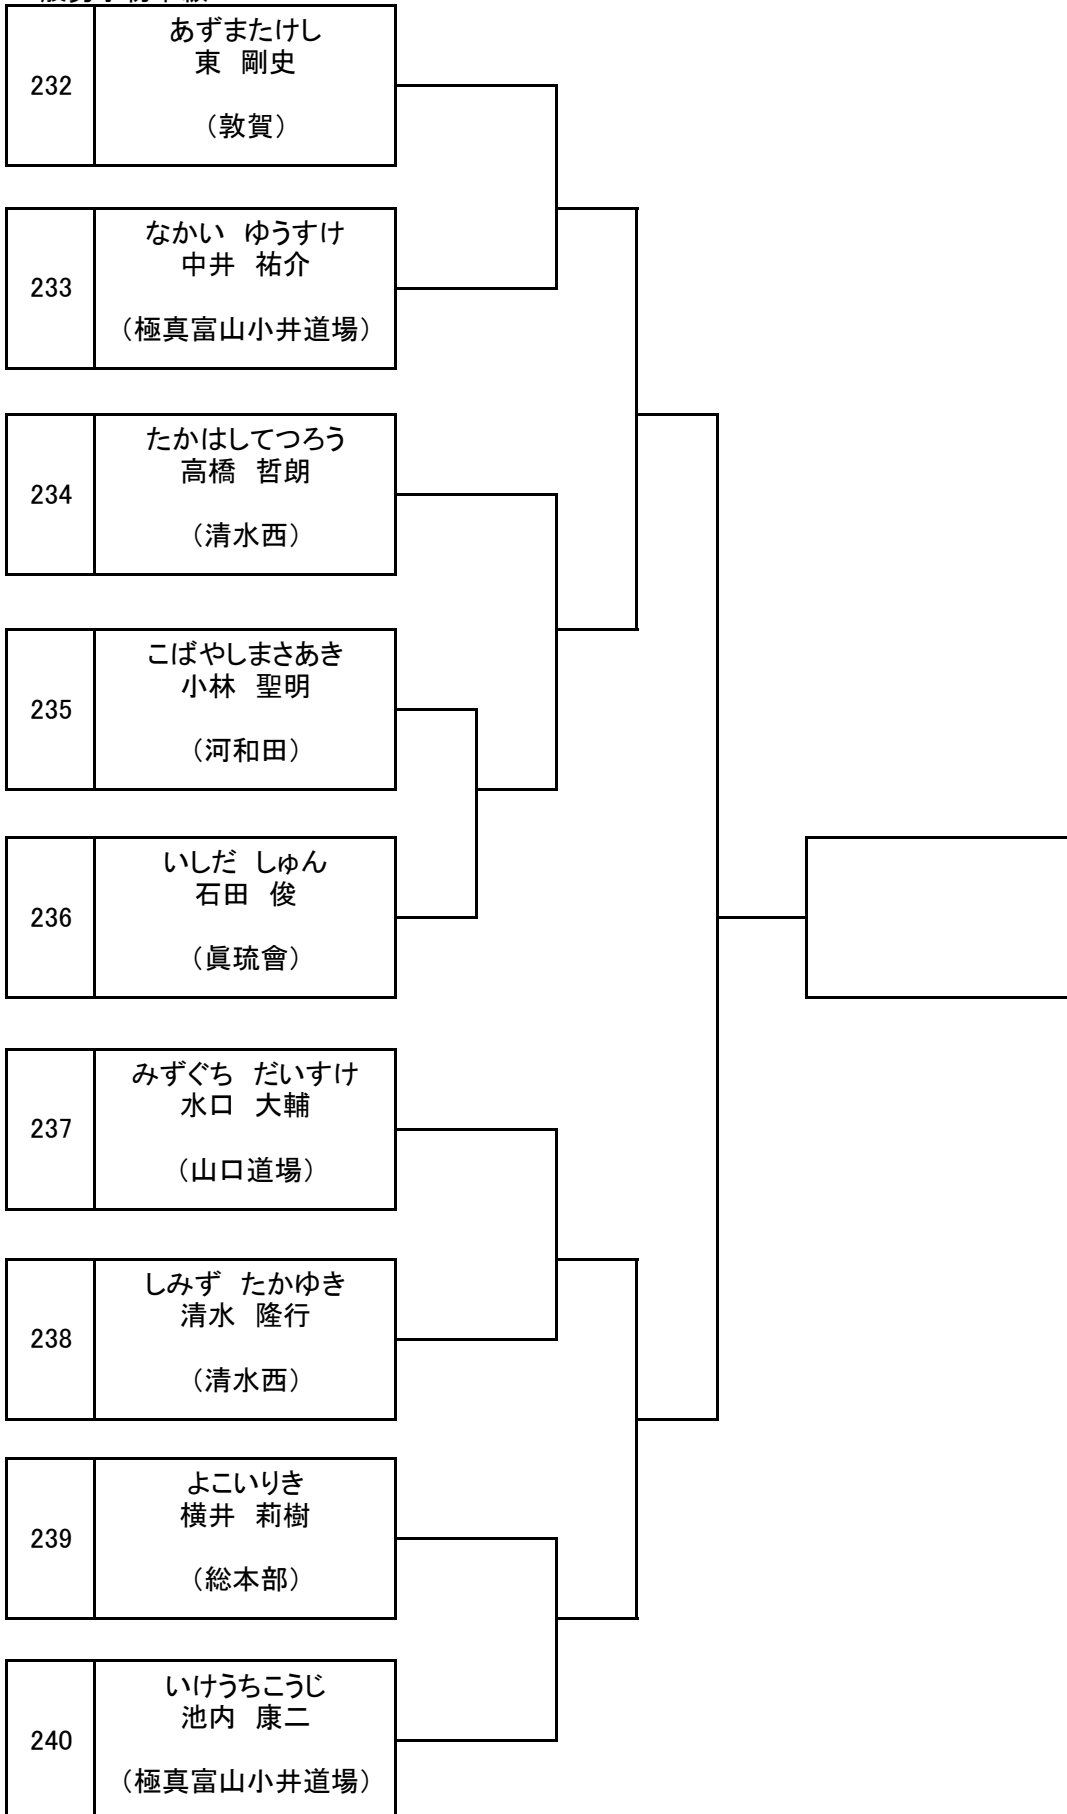 232
あずまたけし
東　剛史
（敦賀）
233
なかい　ゆうすけ
中井　祐介
（極真富山小井道場）
234
たかはしてつろう
高橋　哲朗
（清水西）
235
こばやしまさあき
小林　聖明
（河和田）
236
いしだ　しゅん
石田　俊
（眞琉會）
237
みずぐち　だいすけ
水口　大輔
（山口道場）
238
しみず　たかゆき
清水　隆行
（清水西）
239
よこいりき
横井　莉樹
（総本部）
240
いけうちこうじ
池内　康二
（極真富山小井道場）